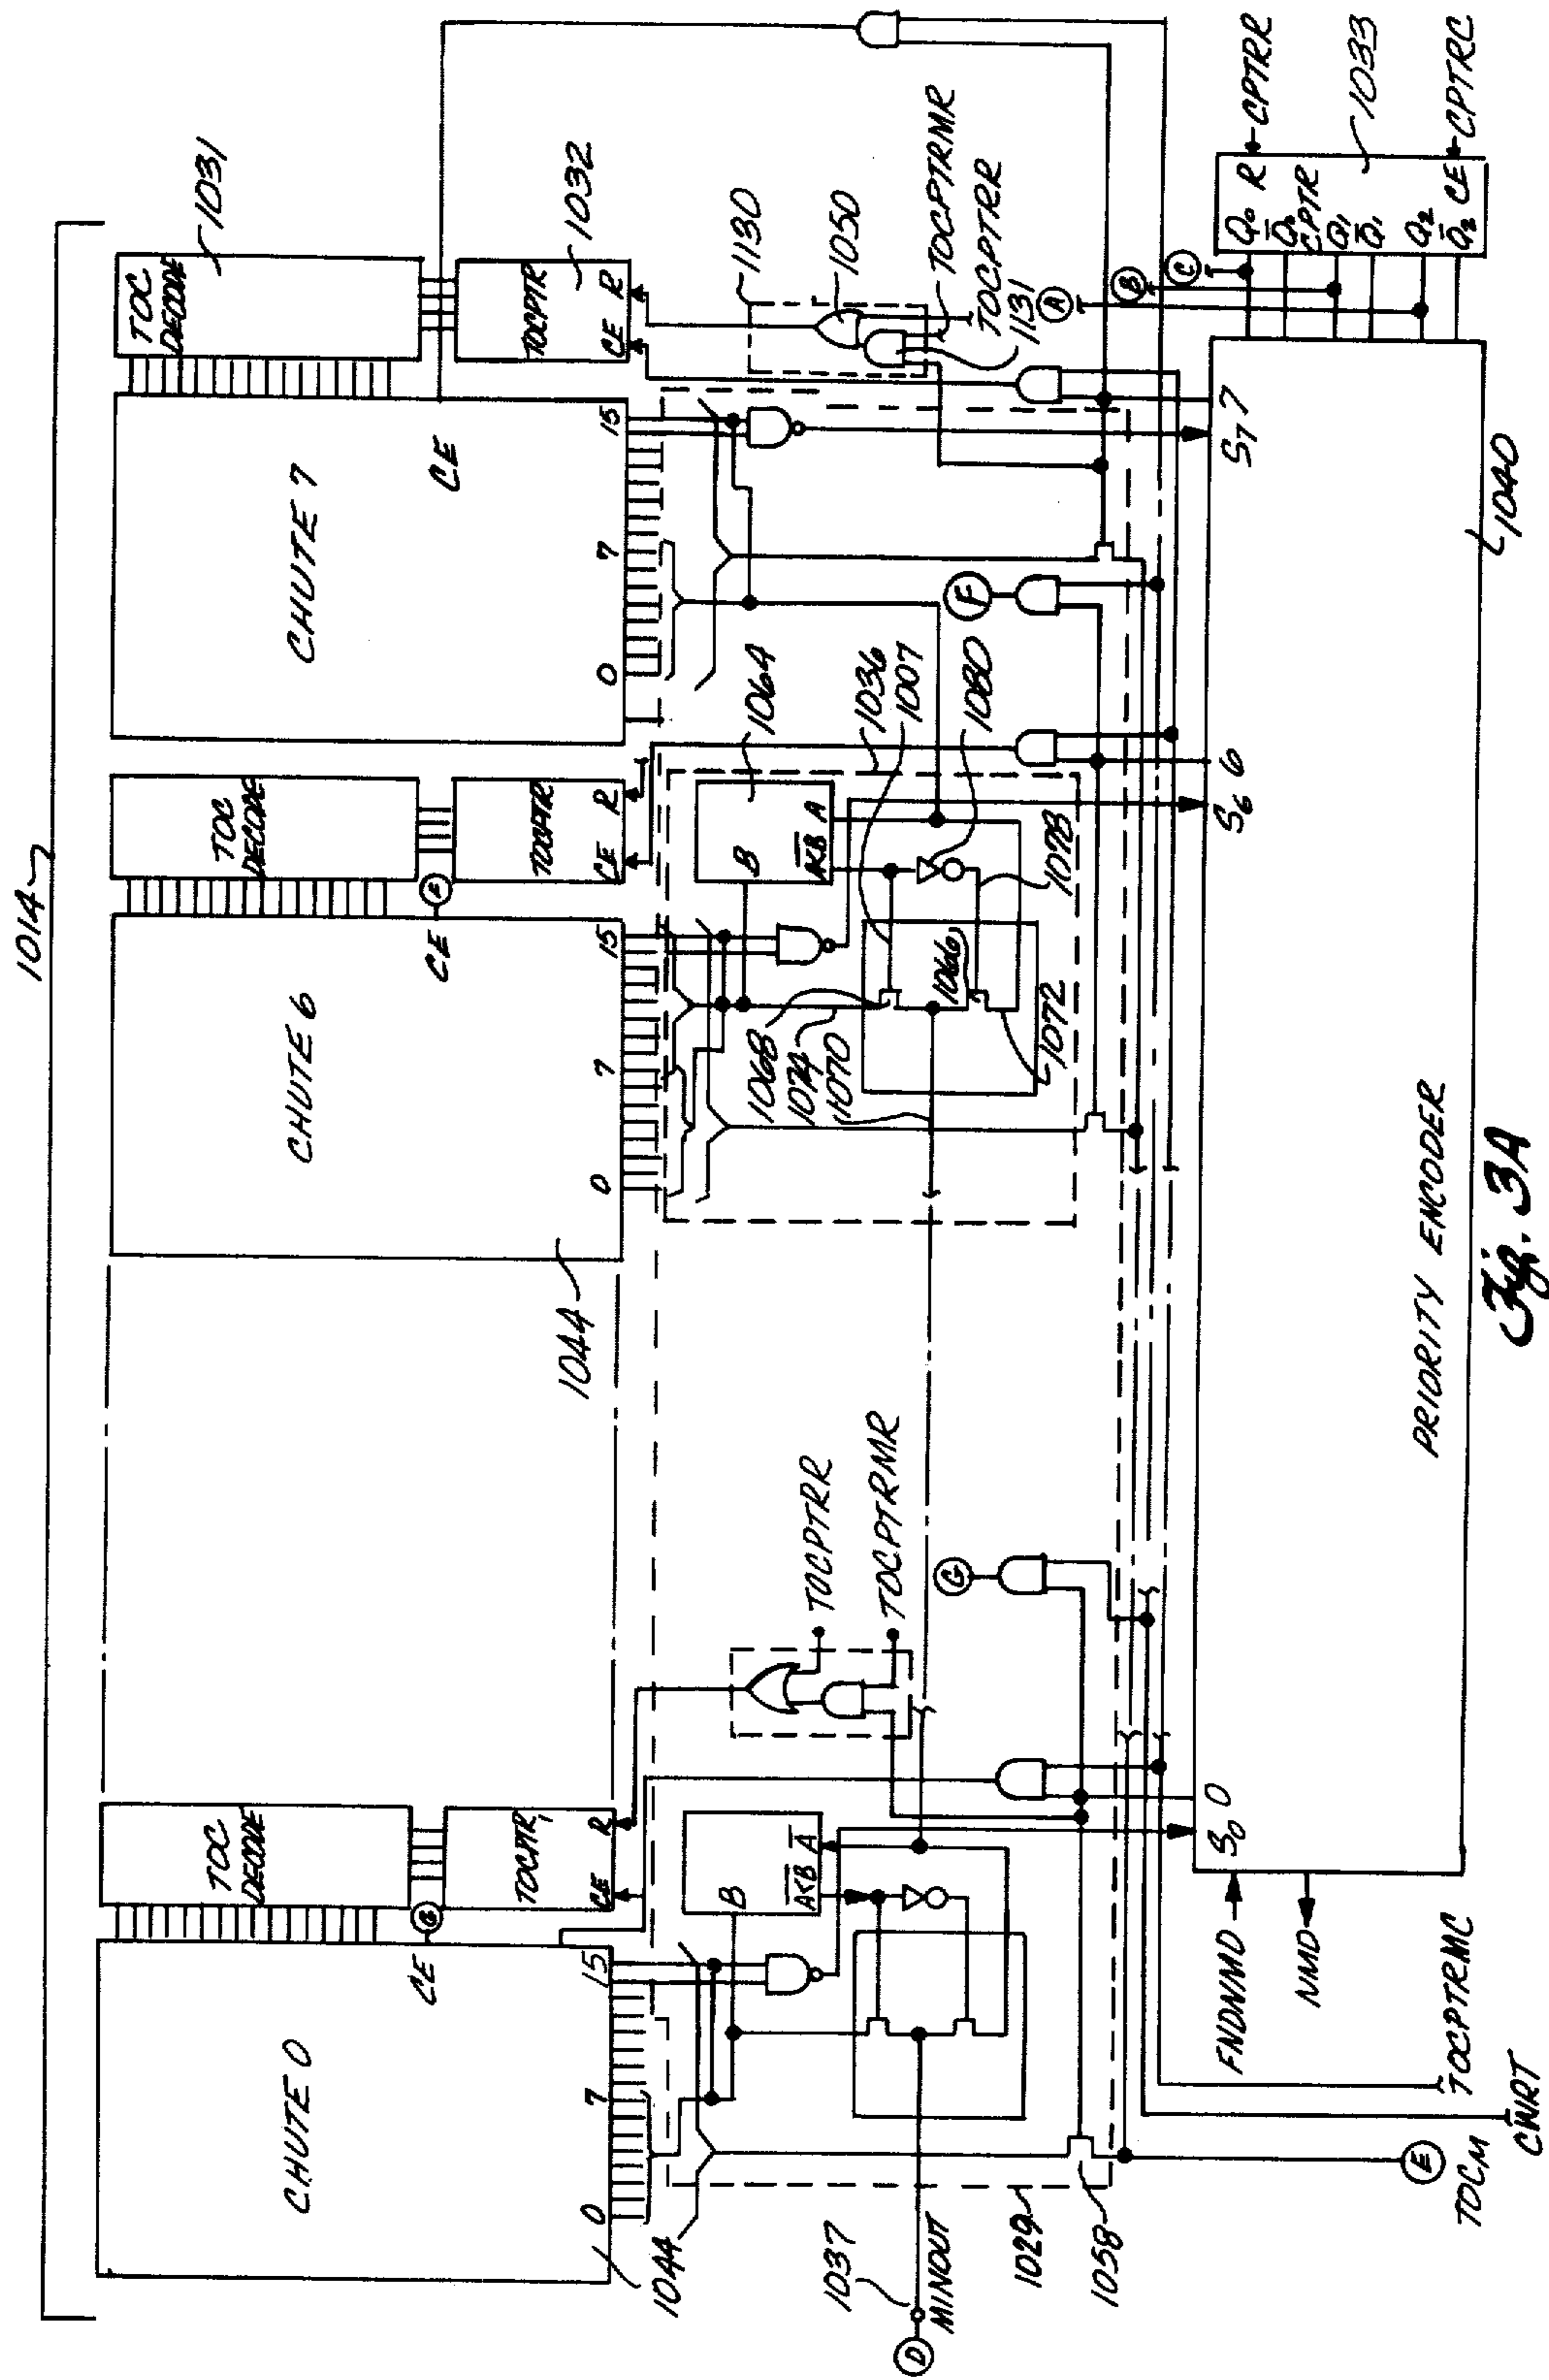 1014
TOC DECODE
1031
CHUTE 0
CHUTE 6
CHUTE 7
TOC DECODE
TOC DECODE
CE
G
CE
F
CE
TOCPTR
CE R
TOCPTR
CE R
TOCPTR
CE R
1032
0 7 15
0 7 15
0 7 15
1044
1044
1064
1130
1050
TOCPTRMR
TOCPTRR
1131
TOCPTRR
TOCPTRMR
B
A<B A
B
A<B A
1036
1007
1080
1068
1074
1070
1066
1078
1072
D
1037
MINOUT
1029
1058
G
F
A
B
C
E
TOCM
CWRT
TOCPTRMC
FNDNMD
NMD
S0 0
S6 6
S7 7
PRIORITY ENCODER
1040
Q0 R
Q̅0
CPTR
Q1
Q̅1
Q2
Q̅2 CE
CPTRR
1033
CPTRC
Fig. 3A